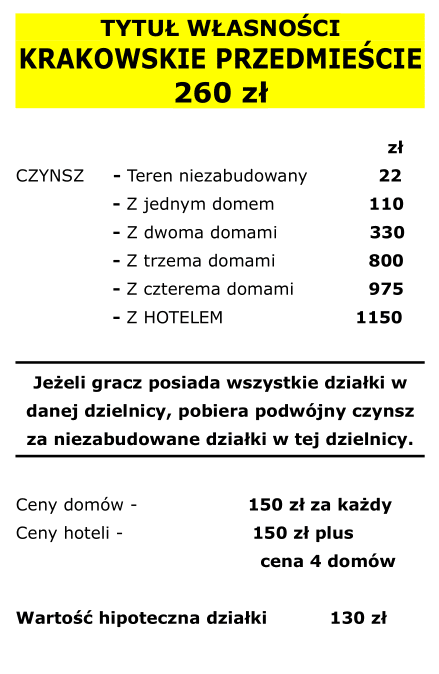 TYTUŁ WŁASNOŚCI
KRAKOWSKIE PRZEDMIEŚCIE
260 zł
zł
CZYNSZ - Teren niezabudowany 22
- Z jednym domem 110
- Z dwoma domami 330
- Z trzema domami 800
- Z czterema domami 975
- Z HOTELEM 1150
Jeżeli gracz posiada wszystkie działki w
danej dzielnicy, pobiera podwójny czynsz
za niezabudowane działki w tej dzielnicy.
Ceny domów - 150 zł za każdy
Ceny hoteli - 150 zł plus
cena 4 domów
Wartość hipoteczna działki 130 zł